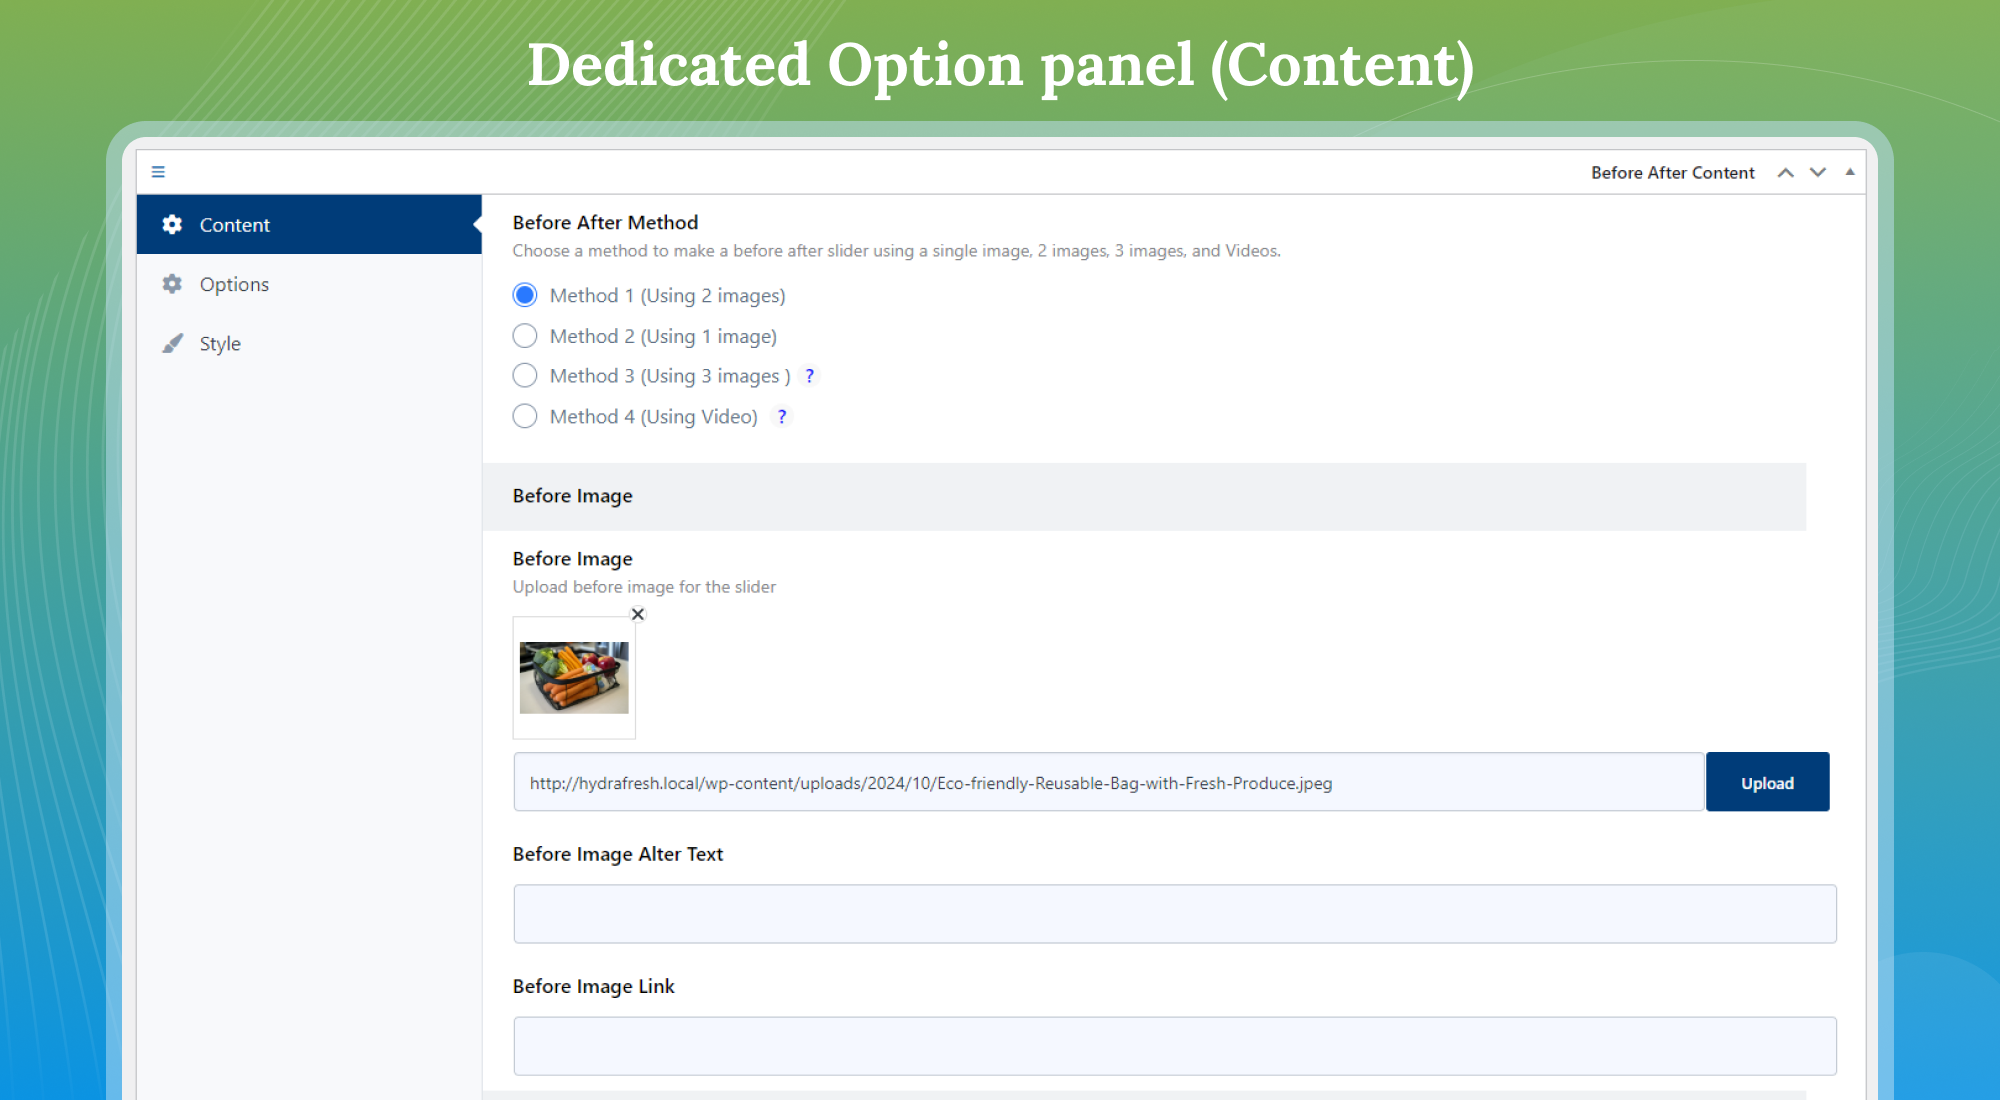 Dedicated Option panel (Content)
Before After Content
Content
Options
Style
Before After Method
Choose a method to make a before after slider using a single image, 2 images, 3 images, and Videos.
Method 1 (Using 2 images)
Method 2 (Using 1 image)
Method 3 (Using 3 images ) ?
Method 4 (Using Video) ?
Before Image
Before Image
Upload before image for the slider
http://hydrafresh.local/wp-content/uploads/2024/10/Eco-friendly-Reusable-Bag-with-Fresh-Produce.jpeg
Upload
Before Image Alter Text
Before Image Link